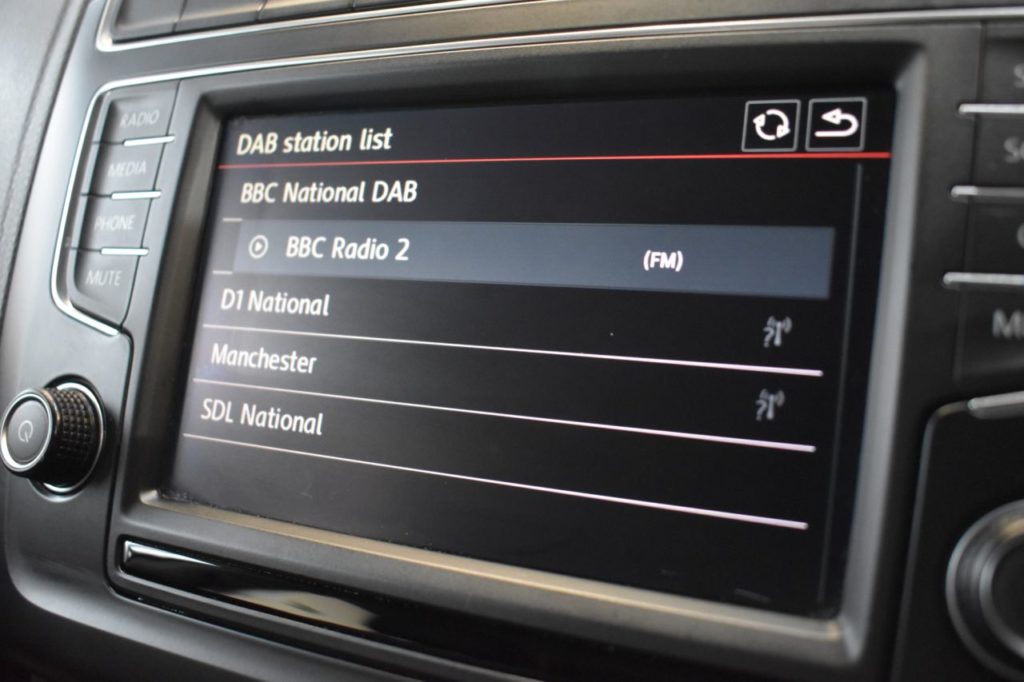 RADIO
MEDIA
PHONE
MUTE
DAB station list
BBC National DAB
BBC Radio 2 (FM)
D1 National
Manchester
SDL National